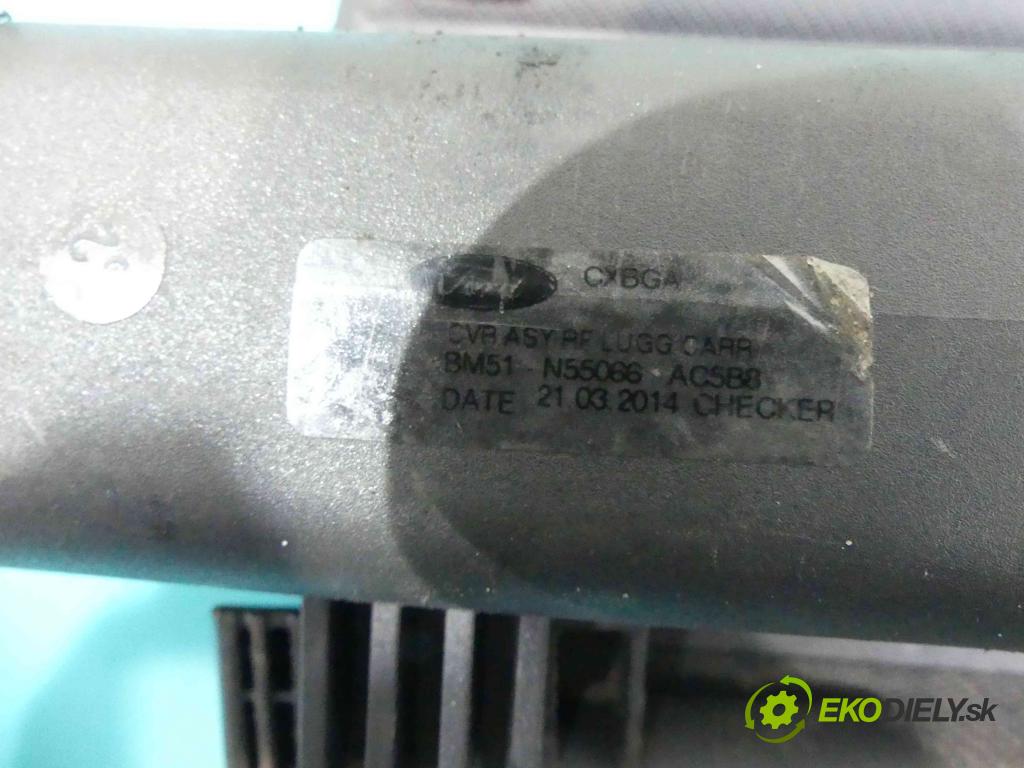 CXBGA
CVR ASY RF LUGG CARR
BM51 - N55066 - AC5B8
DATE 21 03 2014 CHECKER
EKODIELY.sk